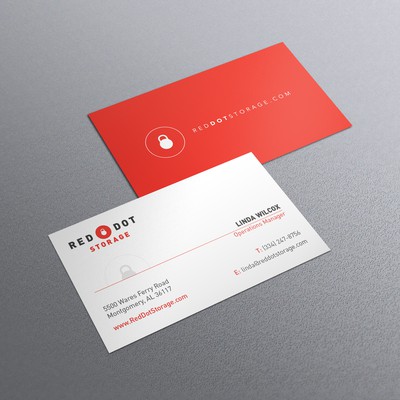 REDDOTSTORAGE.COM
RED DOT
STORAGE
LINDA WILCOX
Operations Manager
T: (334) 247-8756
E: linda@reddotstorage.com
5500 Wares Ferry Road
Montgomery, AL 36117
www.RedDotStorage.com